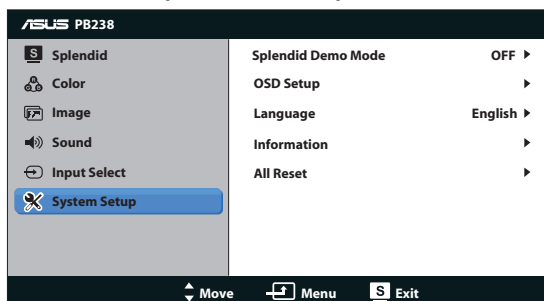 ASUS PB238
S Splendid
Color
Image
Sound
Input Select
System Setup
Splendid Demo Mode OFF
OSD Setup
Language English
Information
All Reset
Move Menu S Exit